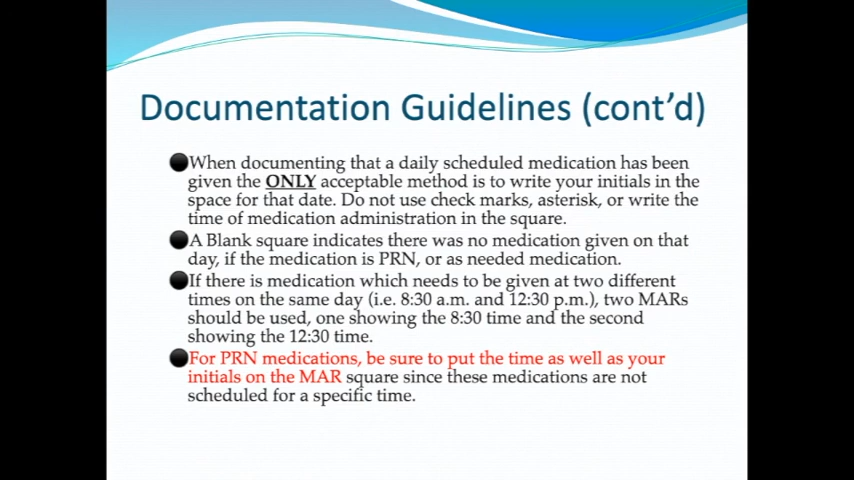 Documentation Guidelines (cont'd)
When documenting that a daily scheduled medication has been
given the ONLY acceptable method is to write your initials in the
space for that date. Do not use check marks, asterisk, or write the
time of medication administration in the square.
A Blank square indicates there was no medication given on that
day, if the medication is PRN, or as needed medication.
If there is medication which needs to be given at two different
times on the same day (i.e. 8:30 a.m. and 12:30 p.m.), two MARs
should be used, one showing the 8:30 time and the second
showing the 12:30 time.
For PRN medications, be sure to put the time as well as your
initials on the MAR square since these medications are not
scheduled for a specific time.